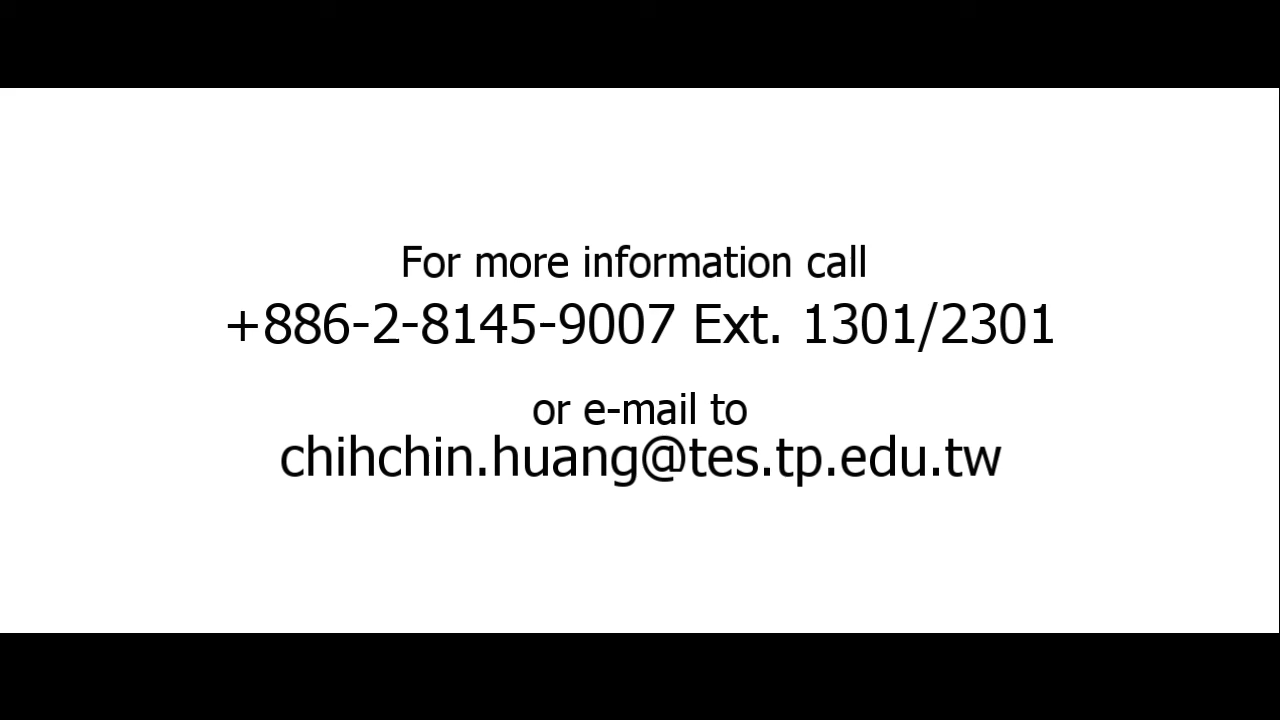 For more information call
+886-2-8145-9007 Ext. 1301/2301
or e-mail to
chihchin.huang@tes.tp.edu.tw